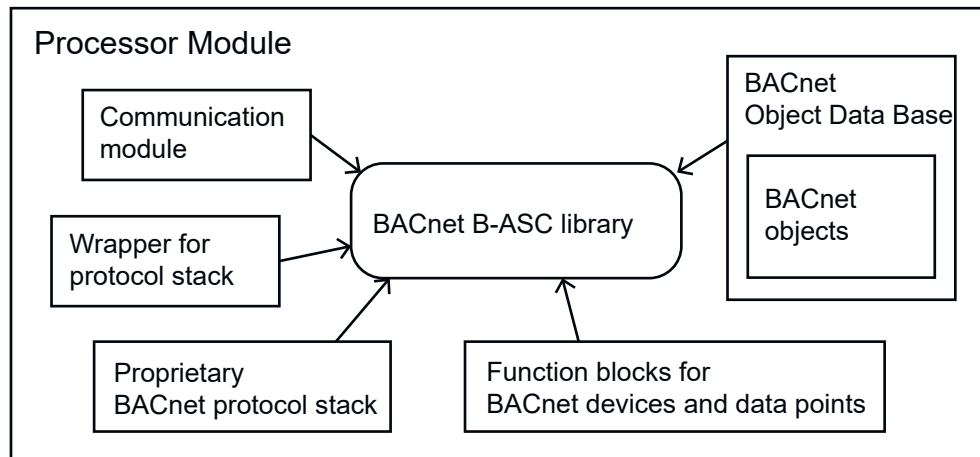 Processor Module
Communication
module
BACnet
Object Data Base
BACnet
objects
BACnet B-ASC library
Wrapper for
protocol stack
Proprietary
BACnet protocol stack
Function blocks for
BACnet devices and data points